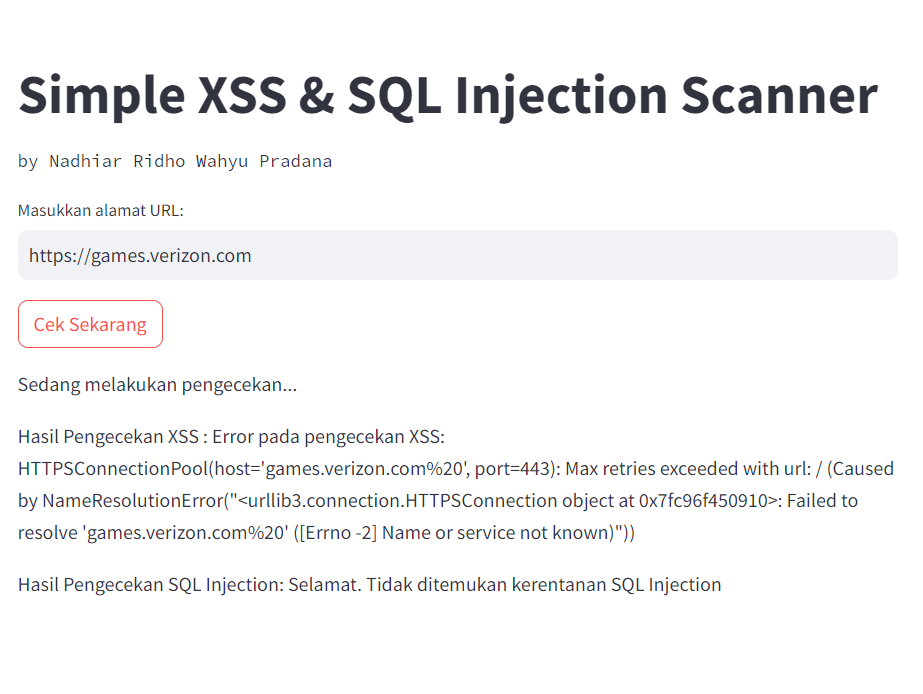 Simple XSS & SQL Injection Scanner
by Nadhiar Ridho Wahyu Pradana
Masukkan alamat URL:
https://games.verizon.com
Cek Sekarang
Sedang melakukan pengecekan...
Hasil Pengecekan XSS : Error pada pengecekan XSS:
HTTPSConnectionPool(host='games.verizon.com%20', port=443): Max retries exceeded with url: / (Caused
by NameResolutionError("<urllib3.connection.HTTPSConnection object at 0x7fc96f450910>: Failed to
resolve 'games.verizon.com%20' ([Errno -2] Name or service not known)"))
Hasil Pengecekan SQL Injection: Selamat. Tidak ditemukan kerentanan SQL Injection